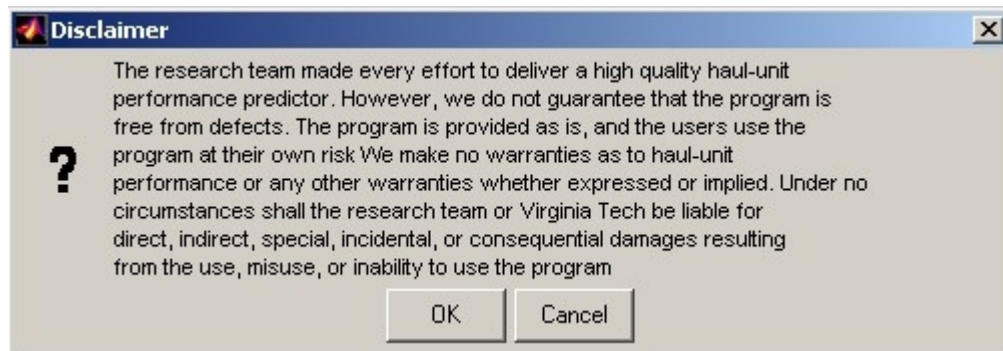 Disclaimer
The research team made every effort to deliver a high quality haul-unit
performance predictor. However, we do not guarantee that the program is
free from defects. The program is provided as is, and the users use the
program at their own risk We make no warranties as to haul-unit
performance or any other warranties whether expressed or implied. Under no
circumstances shall the research team or Virginia Tech be liable for
direct, indirect, special, incidental, or consequential damages resulting
from the use, misuse, or inability to use the program
OK Cancel